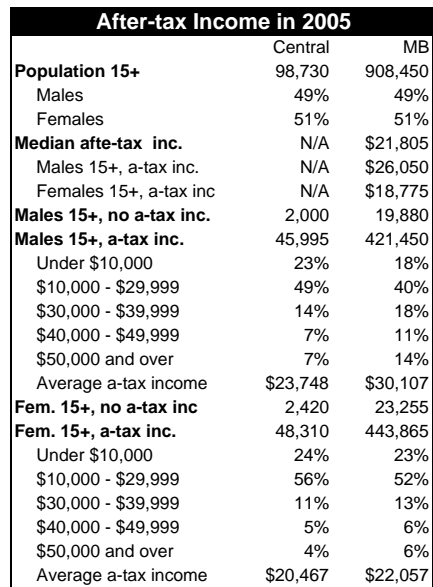 After-tax Income in 2005
Central MB
Population 15+ 98,730 908,450
Males 49% 49%
Females 51% 51%
Median afte-tax inc. N/A $21,805
Males 15+, a-tax inc. N/A $26,050
Females 15+, a-tax inc N/A $18,775
Males 15+, no a-tax inc. 2,000 19,880
Males 15+, a-tax inc. 45,995 421,450
Under $10,000 23% 18%
$10,000 - $29,999 49% 40%
$30,000 - $39,999 14% 18%
$40,000 - $49,999 7% 11%
$50,000 and over 7% 14%
Average a-tax income $23,748 $30,107
Fem. 15+, no a-tax inc 2,420 23,255
Fem. 15+, a-tax inc. 48,310 443,865
Under $10,000 24% 23%
$10,000 - $29,999 56% 52%
$30,000 - $39,999 11% 13%
$40,000 - $49,999 5% 6%
$50,000 and over 4% 6%
Average a-tax income $20,467 $22,057